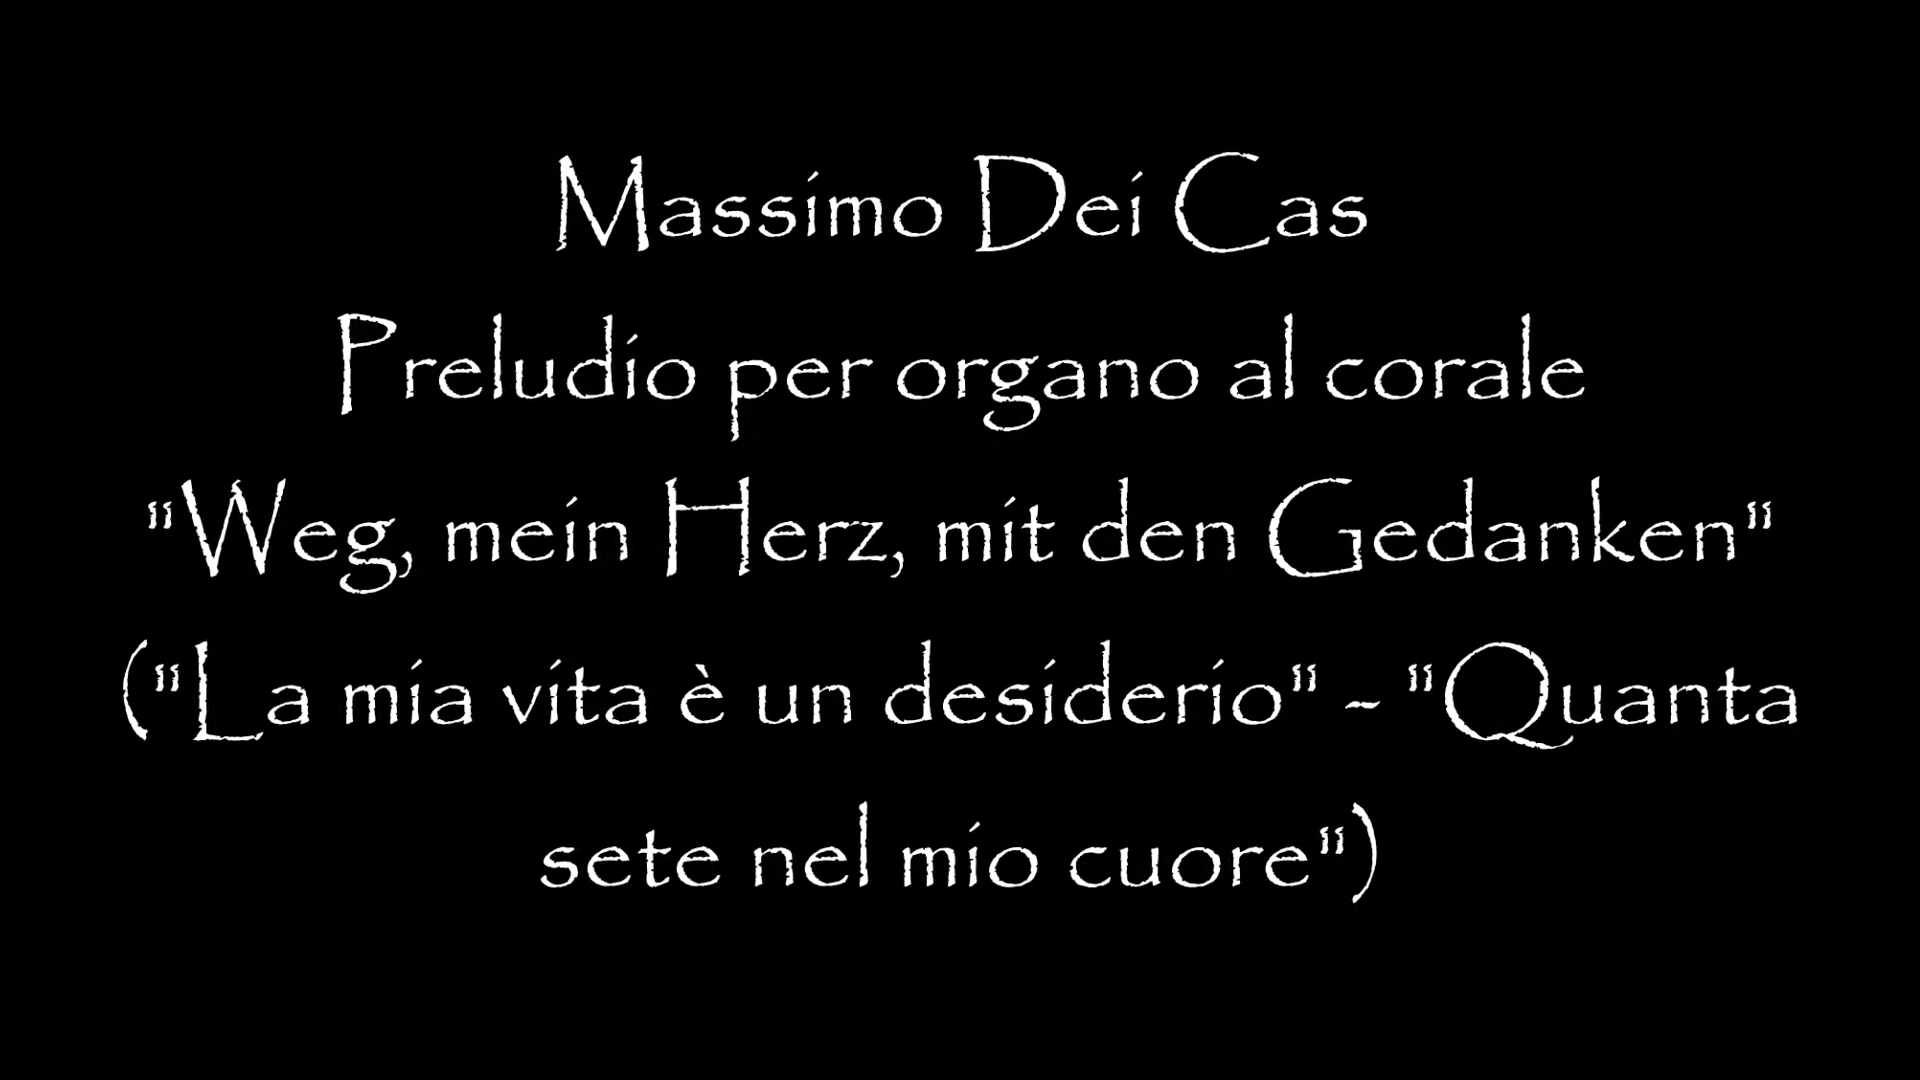 Massimo Dei Cas
Preludio per organo al corale
"Weg, mein Herz, mit den Gedanken"
("La mia vita è un desiderio" - "Quanta
sete nel mio cuore")